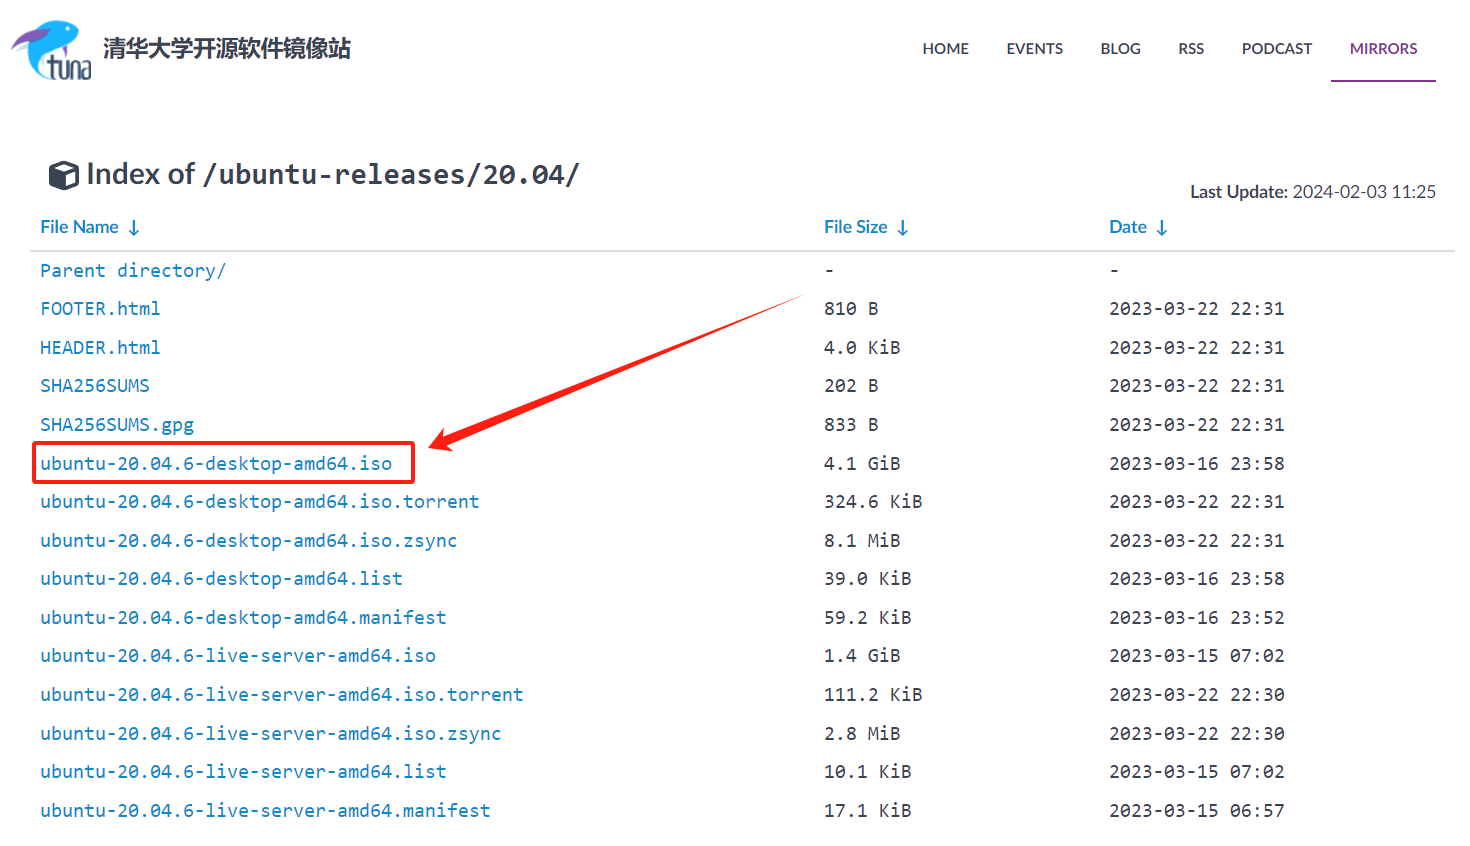 tuna
清华大学开源软件镜像站
HOME EVENTS BLOG RSS PODCAST MIRRORS
Index of /ubuntu-releases/20.04/
Last Update: 2024-02-03 11:25
File Name ↓ File Size ↓ Date ↓
Parent directory/ - -
FOOTER.html 810 B 2023-03-22 22:31
HEADER.html 4.0 KiB 2023-03-22 22:31
SHA256SUMS 202 B 2023-03-22 22:31
SHA256SUMS.gpg 833 B 2023-03-22 22:31
ubuntu-20.04.6-desktop-amd64.iso 4.1 GiB 2023-03-16 23:58
ubuntu-20.04.6-desktop-amd64.iso.torrent 324.6 KiB 2023-03-22 22:31
ubuntu-20.04.6-desktop-amd64.iso.zsync 8.1 MiB 2023-03-22 22:31
ubuntu-20.04.6-desktop-amd64.list 39.0 KiB 2023-03-16 23:58
ubuntu-20.04.6-desktop-amd64.manifest 59.2 KiB 2023-03-16 23:52
ubuntu-20.04.6-live-server-amd64.iso 1.4 GiB 2023-03-15 07:02
ubuntu-20.04.6-live-server-amd64.iso.torrent 111.2 KiB 2023-03-22 22:30
ubuntu-20.04.6-live-server-amd64.iso.zsync 2.8 MiB 2023-03-22 22:30
ubuntu-20.04.6-live-server-amd64.list 10.1 KiB 2023-03-15 07:02
ubuntu-20.04.6-live-server-amd64.manifest 17.1 KiB 2023-03-15 06:57